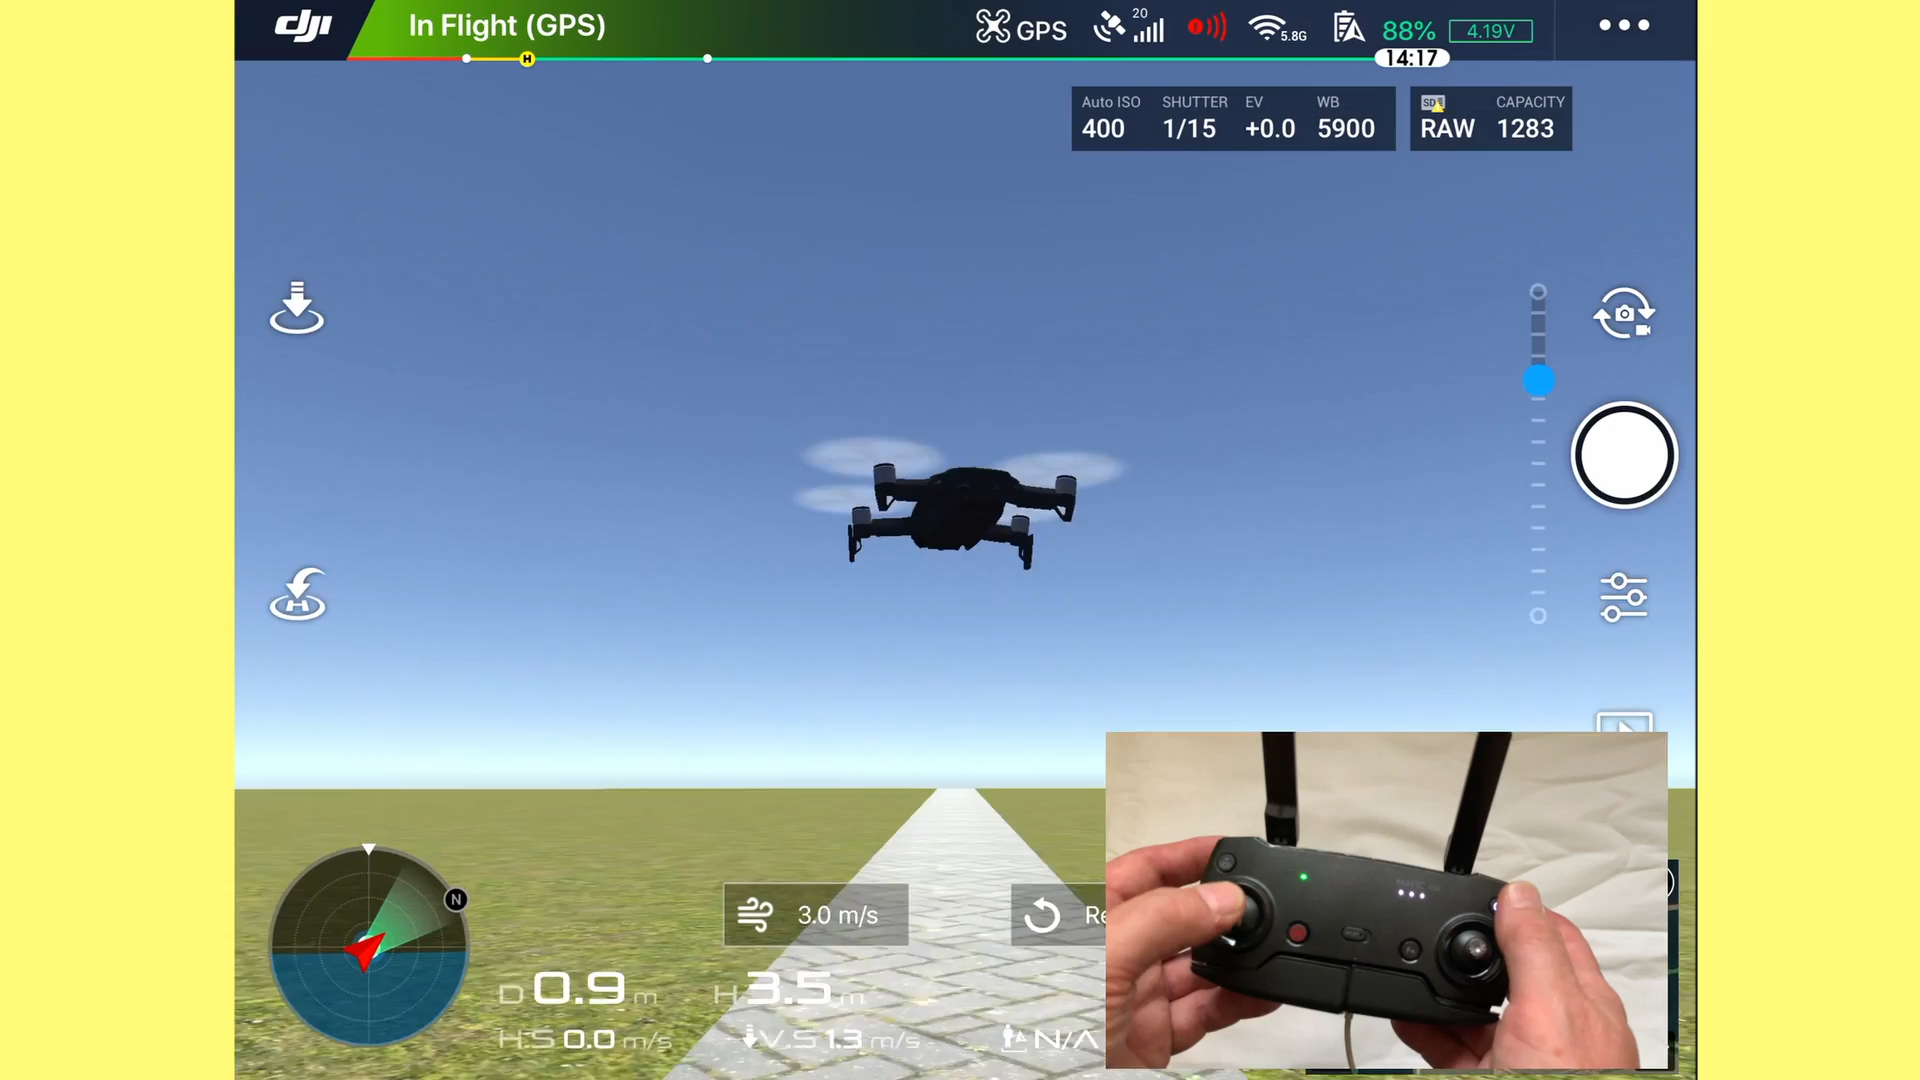 dji In Flight (GPS) GPS 20 5.8G 88% 4.19V
H 14:17
Auto ISO SHUTTER EV WB SD CAPACITY
400 1/15 +0.0 5900 RAW 1283
H
N
3.0 m/s Re
D 0.9 m H 3.5 m
H.S 0.0 m/s V.S 1.3 m/s N/A